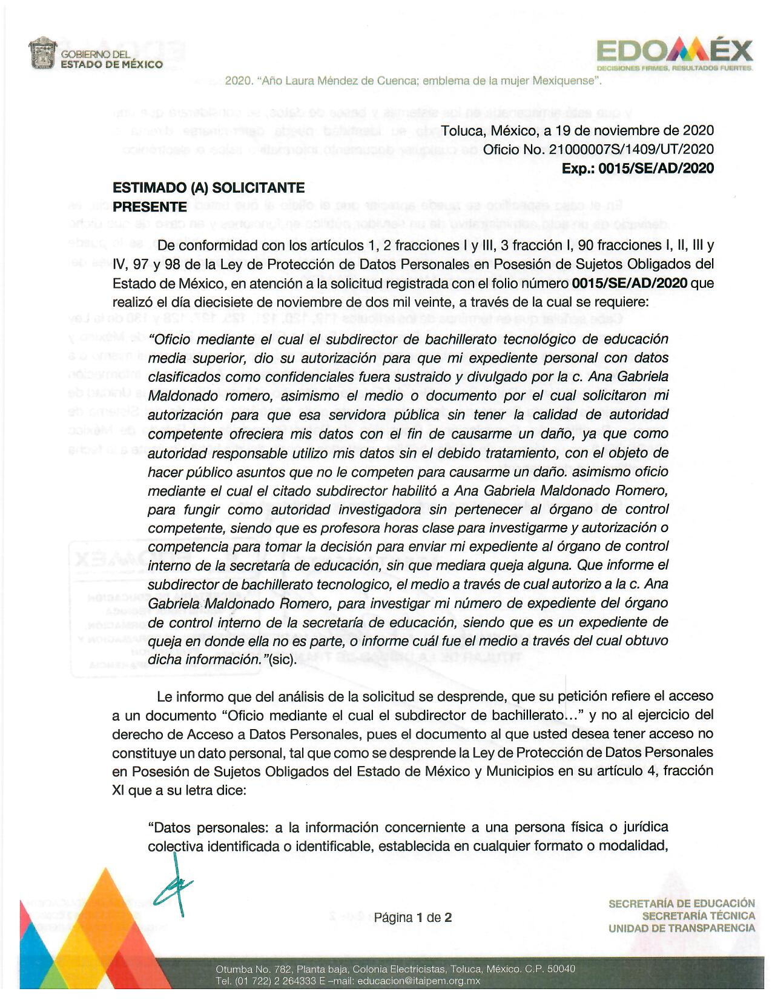 GOBIERNO DEL
ESTADO DE MÉXICO
EDOMÉX
DECISIONES FIRMES, RESULTADOS FUERTES.
2020. “Año Laura Méndez de Cuenca; emblema de la mujer Mexiquense”.
Toluca, México, a 19 de noviembre de 2020
Oficio No. 21000007S/1409/UT/2020
Exp.: 0015/SE/AD/2020
ESTIMADO (A) SOLICITANTE
PRESENTE
De conformidad con los artículos 1, 2 fracciones I y III, 3 fracción I, 90 fracciones I, II, III y
IV, 97 y 98 de la Ley de Protección de Datos Personales en Posesión de Sujetos Obligados del
Estado de México, en atención a la solicitud registrada con el folio número 0015/SE/AD/2020 que
realizó el día diecisiete de noviembre de dos mil veinte, a través de la cual se requiere:
“Oficio mediante el cual el subdirector de bachillerato tecnológico de educación
media superior, dio su autorización para que mi expediente personal con datos
clasificados como confidenciales fuera sustraido y divulgado por la c. Ana Gabriela
Maldonado romero, asimismo el medio o documento por el cual solicitaron mi
autorización para que esa servidora pública sin tener la calidad de autoridad
competente ofreciera mis datos con el fin de causarme un daño, ya que como
autoridad responsable utilizo mis datos sin el debido tratamiento, con el objeto de
hacer público asuntos que no le competen para causarme un daño. asimismo oficio
mediante el cual el citado subdirector habilitó a Ana Gabriela Maldonado Romero,
para fungir como autoridad investigadora sin pertenecer al órgano de control
competente, siendo que es profesora horas clase para investigarme y autorización o
competencia para tomar la decisión para enviar mi expediente al órgano de control
interno de la secretaría de educación, sin que mediara queja alguna. Que informe el
subdirector de bachillerato tecnologico, el medio a través de cual autorizo a la c. Ana
Gabriela Maldonado Romero, para investigar mi número de expediente del órgano
de control interno de la secretaría de educación, siendo que es un expediente de
queja en donde ella no es parte, o informe cuál fue el medio a través del cual obtuvo
dicha información.”(sic).
Le informo que del análisis de la solicitud se desprende, que su petición refiere el acceso
a un documento “Oficio mediante el cual el subdirector de bachillerato...” y no al ejercicio del
derecho de Acceso a Datos Personales, pues el documento al que usted desea tener acceso no
constituye un dato personal, tal que como se desprende la Ley de Protección de Datos Personales
en Posesión de Sujetos Obligados del Estado de México y Municipios en su artículo 4, fracción
XI que a su letra dice:
“Datos personales: a la información concerniente a una persona física o jurídica
colectiva identificada o identificable, establecida en cualquier formato o modalidad,
Página 1 de 2
SECRETARÍA DE EDUCACIÓN
SECRETARÍA TÉCNICA
UNIDAD DE TRANSPARENCIA
Otumba No. 782, Planta baja, Colonia Electricistas, Toluca, México. C.P. 50040
Tel. (01 722) 2 264333 E –mail: educacion@itaipem.org.mx